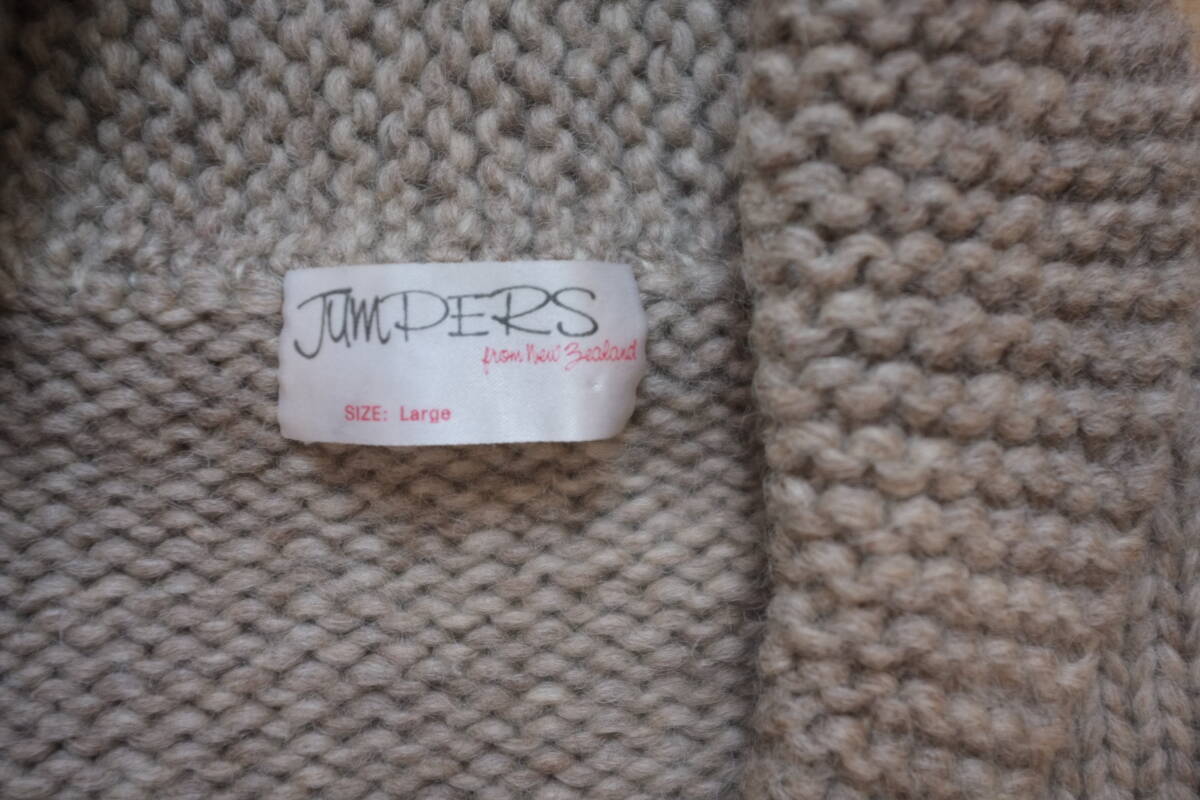 JUMPERS
from New Zealand
SIZE: Large